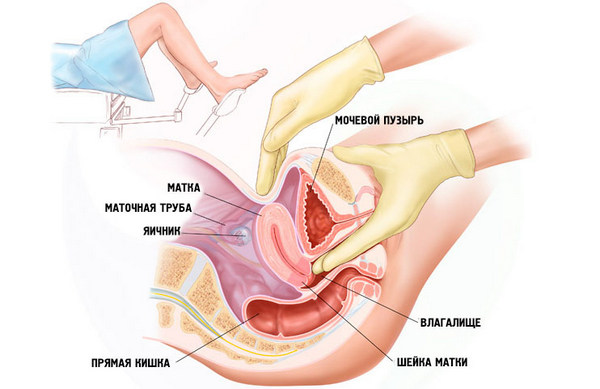 МОЧЕВОЙ ПУЗЫРЬ
МАТКА
МАТОЧНАЯ ТРУБА
ЯИЧНИК
ВЛАГАЛИЩЕ
ПРЯМАЯ КИШКА
ШЕЙКА МАТКИ